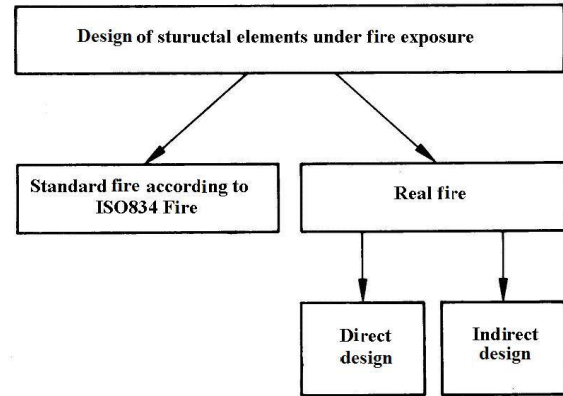 Design of stuructal elements under fire exposure
Standard fire according to
ISO834 Fire
Real fire
Direct
design
Indirect
design